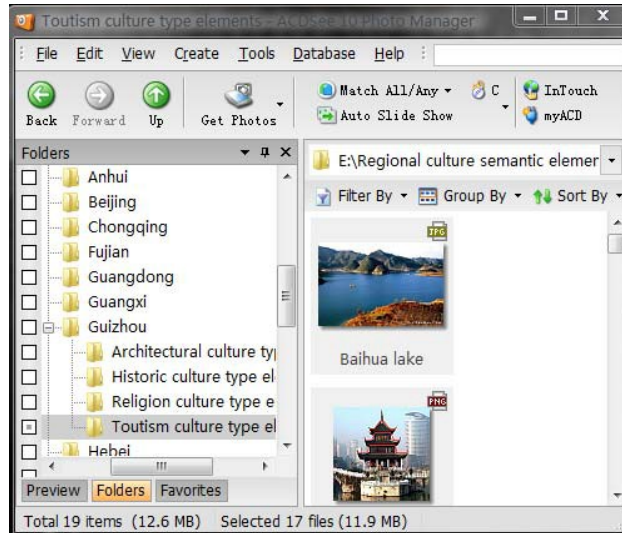 Toutism culture type elements - ACDSee 10 Photo Manager
File Edit View Create Tools Database Help
Back Forward Up Get Photos
Match All/Any C InTouch
Auto Slide Show myACD
Folders
E:\Regional culture semantic elemer
Filter By Group By Sort By
Anhui
Beijing
Chongqing
Fujian
Guangdong
Guangxi
Guizhou
Architectural culture ty
Historic culture type el
Religion culture type e
Toutism culture type el
Hebei
JPG
Baihua lake
PNG
Preview Folders Favorites
Total 19 items (12.6 MB) Selected 17 files (11.9 MB)